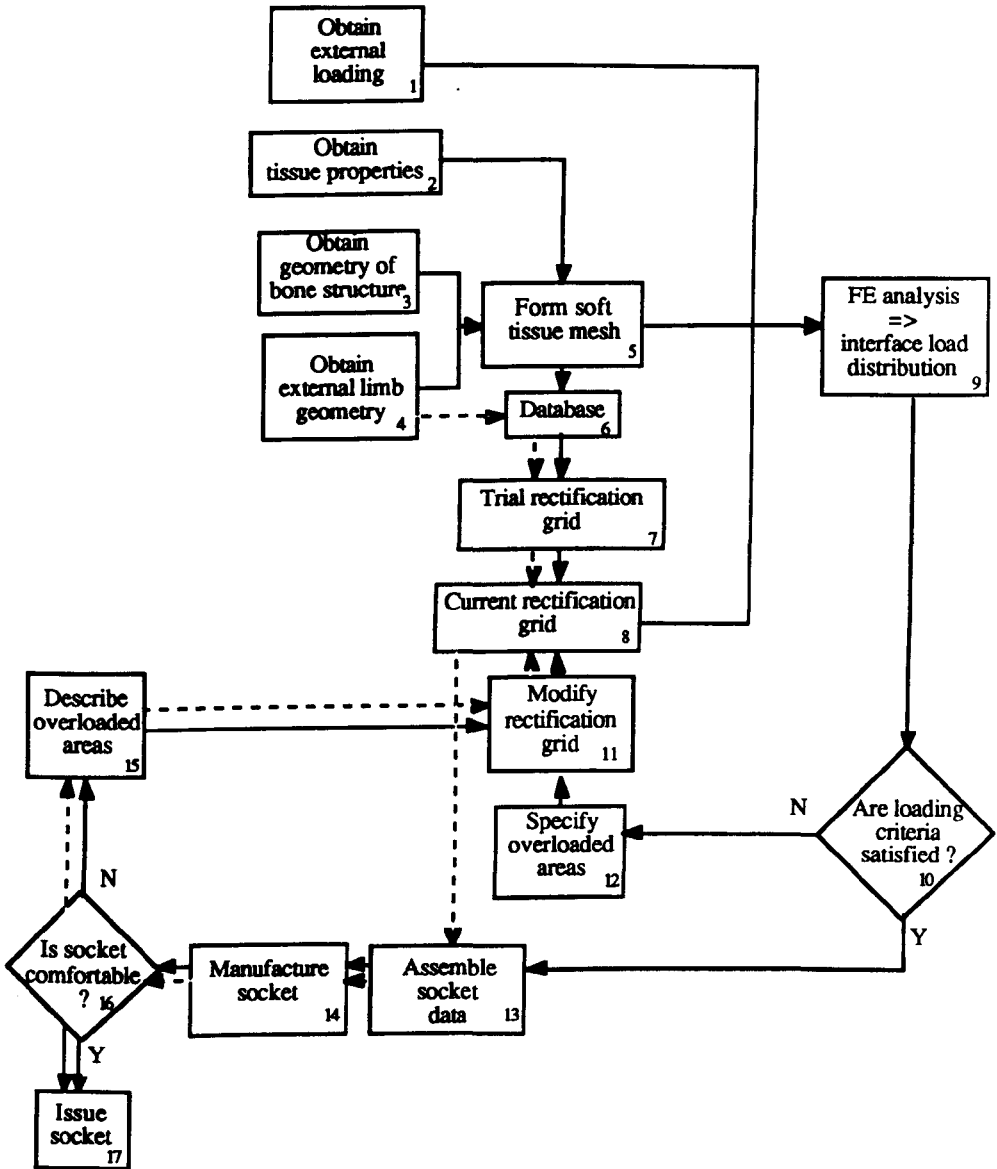 Obtain
external
loading
1
Obtain
tissue properties
2
Obtain
geometry of
bone structure
3
Obtain
external limb
geometry
4
Form soft
tissue mesh
5
FE analysis
=>
interface load
distribution
9
Database
6
Trial rectification
grid
7
Current rectification
grid
8
Describe
overloaded
areas
15
Modify
rectification
grid
11
Specify
overloaded
areas
12
N
Are loading
criteria
satisfied ?
10
Y
N
Is socket
comfortable
? 16
Y
Manufacture
socket
14
Assemble
socket
data
13
Issue
socket
17